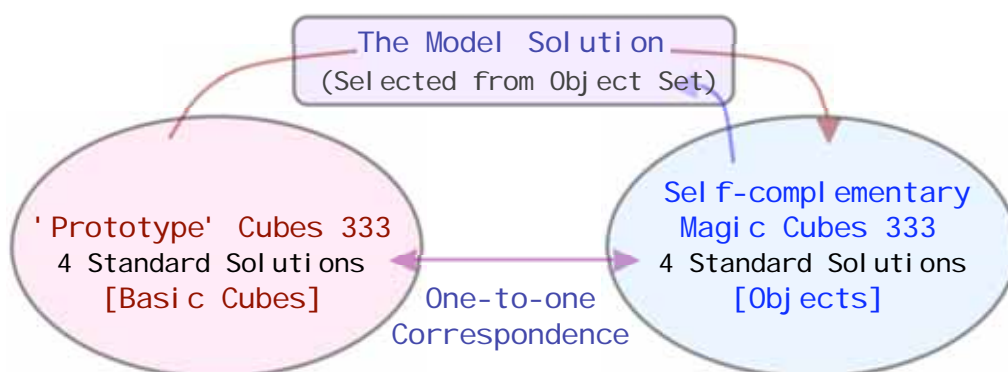 The Model Solution
(Selected from Object Set)
'Prototype' Cubes 333
4 Standard Solutions
[Basic Cubes]
Self-complementary
Magic Cubes 333
4 Standard Solutions
[Objects]
One-to-one
Correspondence